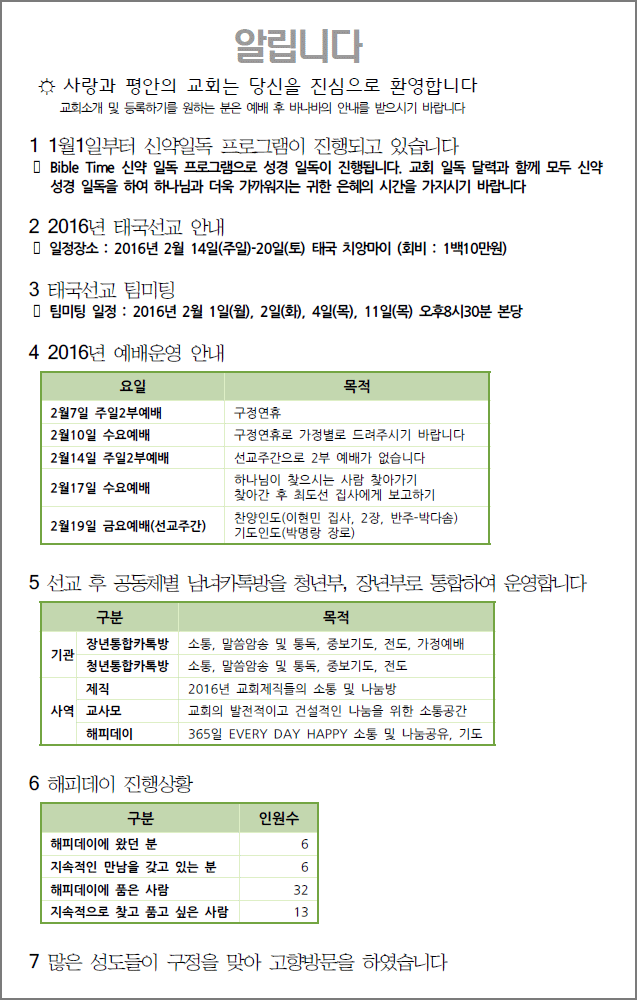 알립니다
☼ 사랑과 평안의 교회는 당신을 진심으로 환영합니다
교회소개 및 등록하기를 원하는 분은 예배 후 바나바의 안내를 받으시기 바랍니다
1 1월1일부터 신약일독 프로그램이 진행되고 있습니다
▯ Bible Time 신약 일독 프로그램으로 성경 일독이 진행됩니다. 교회 일독 달력과 함께 모두 신약
성경 일독을 하여 하나님과 더욱 가까워지는 귀한 은혜의 시간을 가지시기 바랍니다
2 2016년 태국선교 안내
▯ 일정장소 : 2016년 2월 14일(주일)-20일(토) 태국 치앙마이 (회비 : 1백10만원)
3 태국선교 팀미팅
▯ 팀미팅 일정 : 2016년 2월 1일(월), 2일(화), 4일(목), 11일(목) 오후8시30분 본당
4 2016년 예배운영 안내
요일 목적
2월7일 주일2부예배 구정연휴
2월10일 수요예배 구정연휴로 가정별로 드려주시기 바랍니다
2월14일 주일2부예배 선교주간으로 2부 예배가 없습니다
2월17일 수요예배 하나님이 찾으시는 사람 찾아가기
찾아간 후 최도선 집사에게 보고하기
2월19일 금요예배(선교주간) 찬양인도(이현민 집사, 2장, 반주-박다솜)
기도인도(박명랑 장로)
5 선교 후 공동체별 남녀카톡방을 청년부, 장년부로 통합하여 운영합니다
구분 목적
기관 장년통합카톡방 소통, 말씀암송 및 통독, 중보기도, 전도, 가정예배
청년통합카톡방 소통, 말씀암송 및 통독, 중보기도, 전도
사역 제직 2016년 교회제직들의 소통 및 나눔방
교사모 교회의 발전적이고 건설적인 나눔을 위한 소통공간
해피데이 365일 EVERY DAY HAPPY 소통 및 나눔공유, 기도
6 해피데이 진행상황
구분 인원수
해피데이에 왔던 분 6
지속적인 만남을 갖고 있는 분 6
해피데이에 품은 사람 32
지속적으로 찾고 품고 싶은 사람 13
7 많은 성도들이 구정을 맞아 고향방문을 하였습니다